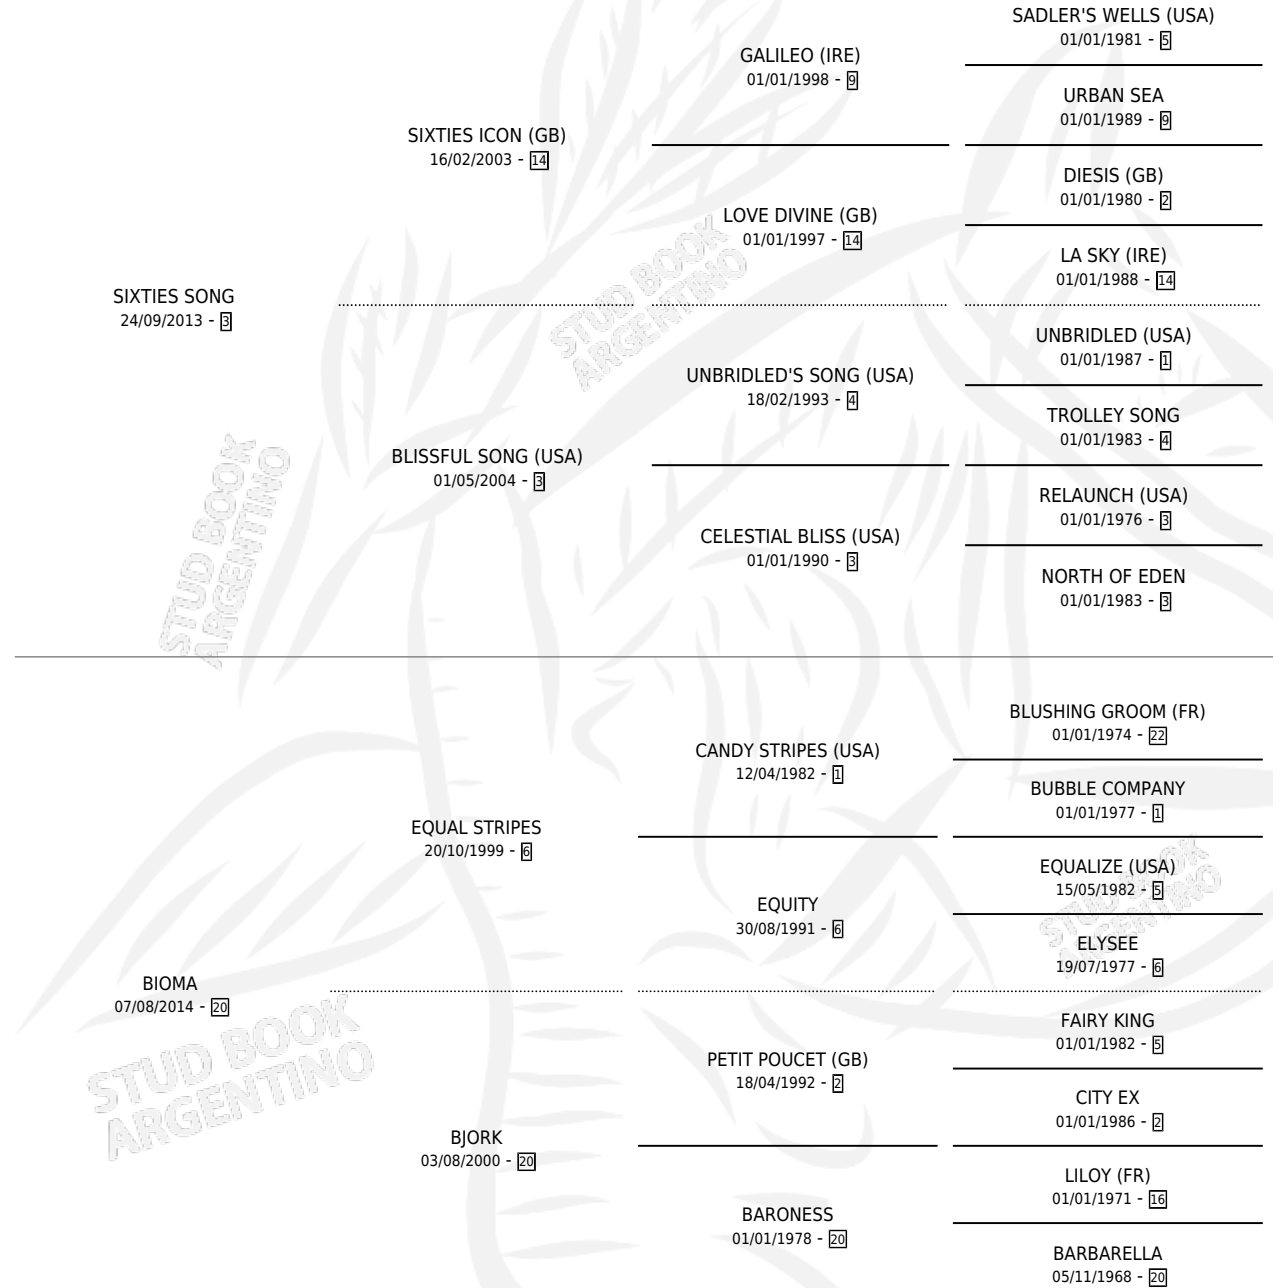 SADLER'S WELLS (USA)
01/01/1981 - 5
GALILEO (IRE)
01/01/1998 - 9
URBAN SEA
01/01/1989 - 9
SIXTIES ICON (GB)
16/02/2003 - 14
DIESIS (GB)
01/01/1980 - 2
LOVE DIVINE (GB)
01/01/1997 - 14
LA SKY (IRE)
01/01/1988 - 14
SIXTIES SONG
24/09/2013 - 3
UNBRIDLED (USA)
01/01/1987 - 1
UNBRIDLED'S SONG (USA)
18/02/1993 - 4
TROLLEY SONG
01/01/1983 - 4
BLISSFUL SONG (USA)
01/05/2004 - 3
RELAUNCH (USA)
01/01/1976 - 3
CELESTIAL BLISS (USA)
01/01/1990 - 3
NORTH OF EDEN
01/01/1983 - 3
STUD BOOK
ARGENTINO
STUD BOOK
ARGENTINO
BLUSHING GROOM (FR)
01/01/1974 - 22
CANDY STRIPES (USA)
12/04/1982 - 1
BUBBLE COMPANY
01/01/1977 - 1
EQUAL STRIPES
20/10/1999 - 6
EQUALIZE (USA)
15/05/1982 - 5
EQUITY
30/08/1991 - 6
ELYSEE
19/07/1977 - 6
BIOMA
07/08/2014 - 20
FAIRY KING
01/01/1982 - 5
PETIT POUCET (GB)
18/04/1992 - 2
CITY EX
01/01/1986 - 2
BJORK
03/08/2000 - 20
LILOY (FR)
01/01/1971 - 16
BARONESS
01/01/1978 - 20
BARBARELLA
05/11/1968 - 20
STUD BOOK
ARGENTINO
STUD BOOK
ARGENTINO